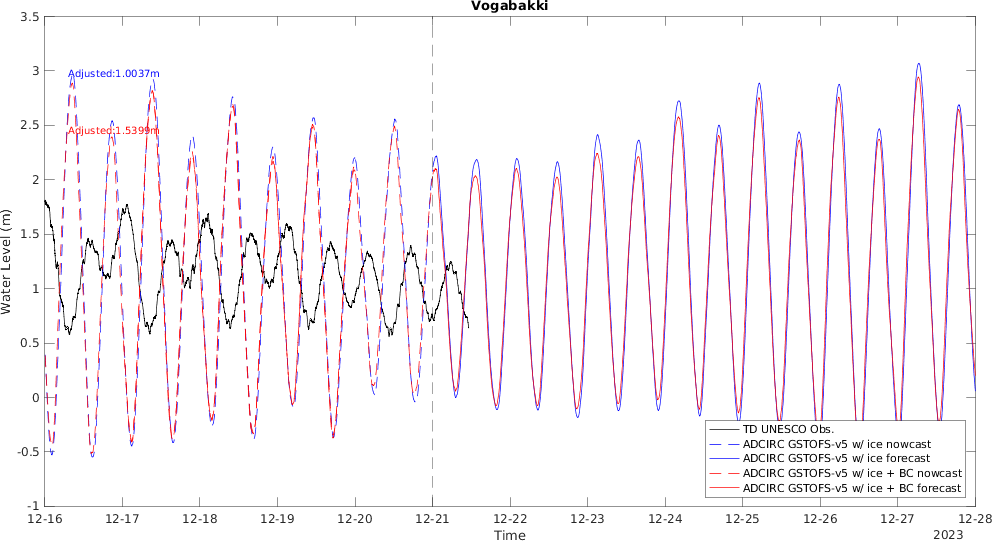 Vogabakki
3.5
3
2.5
2
1.5
1
0.5
0
-0.5
-1
Water Level (m)
Adjusted:1.0037m
Adjusted:1.5399m
TD UNESCO Obs.
ADCIRC GSTOFS-v5 w/ ice nowcast
ADCIRC GSTOFS-v5 w/ ice forecast
ADCIRC GSTOFS-v5 w/ ice + BC nowcast
ADCIRC GSTOFS-v5 w/ ice + BC forecast
12-16 12-17 12-18 12-19 12-20 12-21 12-22 12-23 12-24 12-25 12-26 12-27 12-28
Time
2023